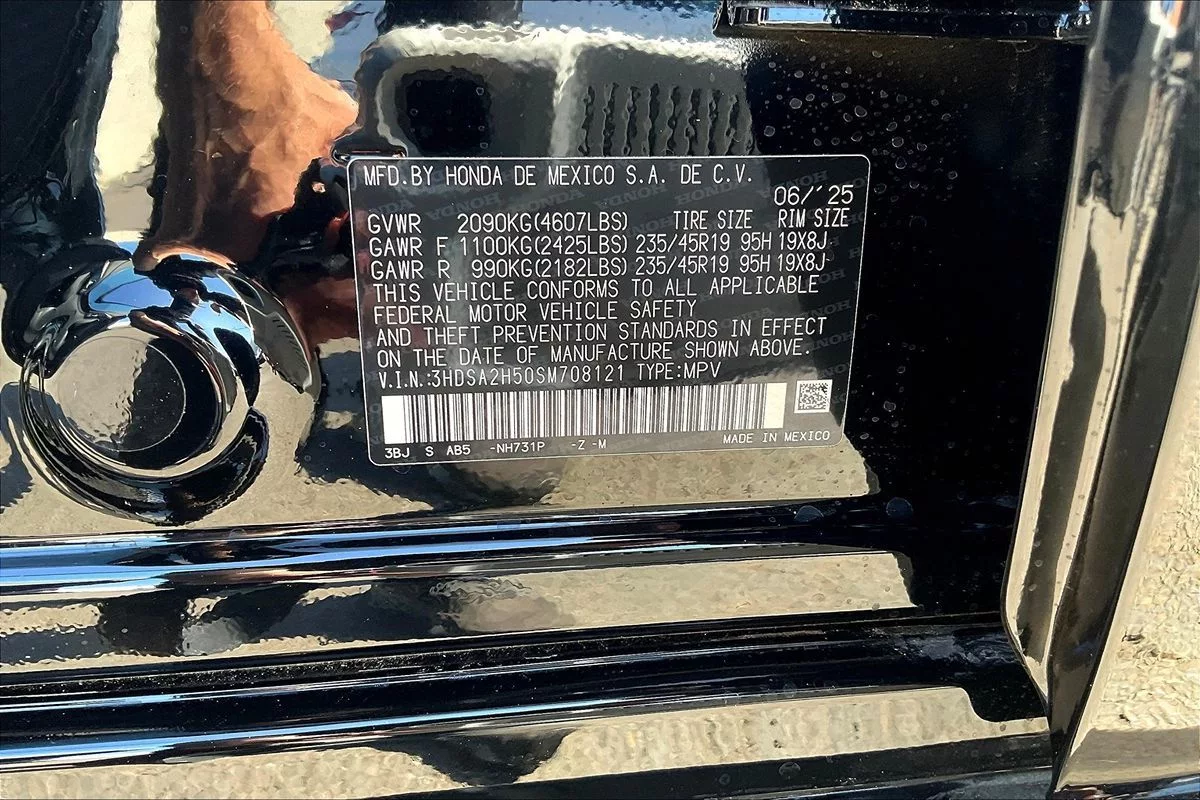 MFD.BY HONDA DE MEXICO S.A. DE C.V.
06/'25
GVWR 2090KG(4607LBS) TIRE SIZE RIM SIZE
GAWR F 1100KG(2425LBS) 235/45R19 95H 19X8J
GAWR R 990KG(2182LBS) 235/45R19 95H 19X8J
THIS VEHICLE CONFORMS TO ALL APPLICABLE
FEDERAL MOTOR VEHICLE SAFETY
AND THEFT PREVENTION STANDARDS IN EFFECT
ON THE DATE OF MANUFACTURE SHOWN ABOVE.
V.I.N.:3HDSA2H50SM708121 TYPE:MPV
3BJ S AB5 -NH731P -Z -M MADE IN MEXICO